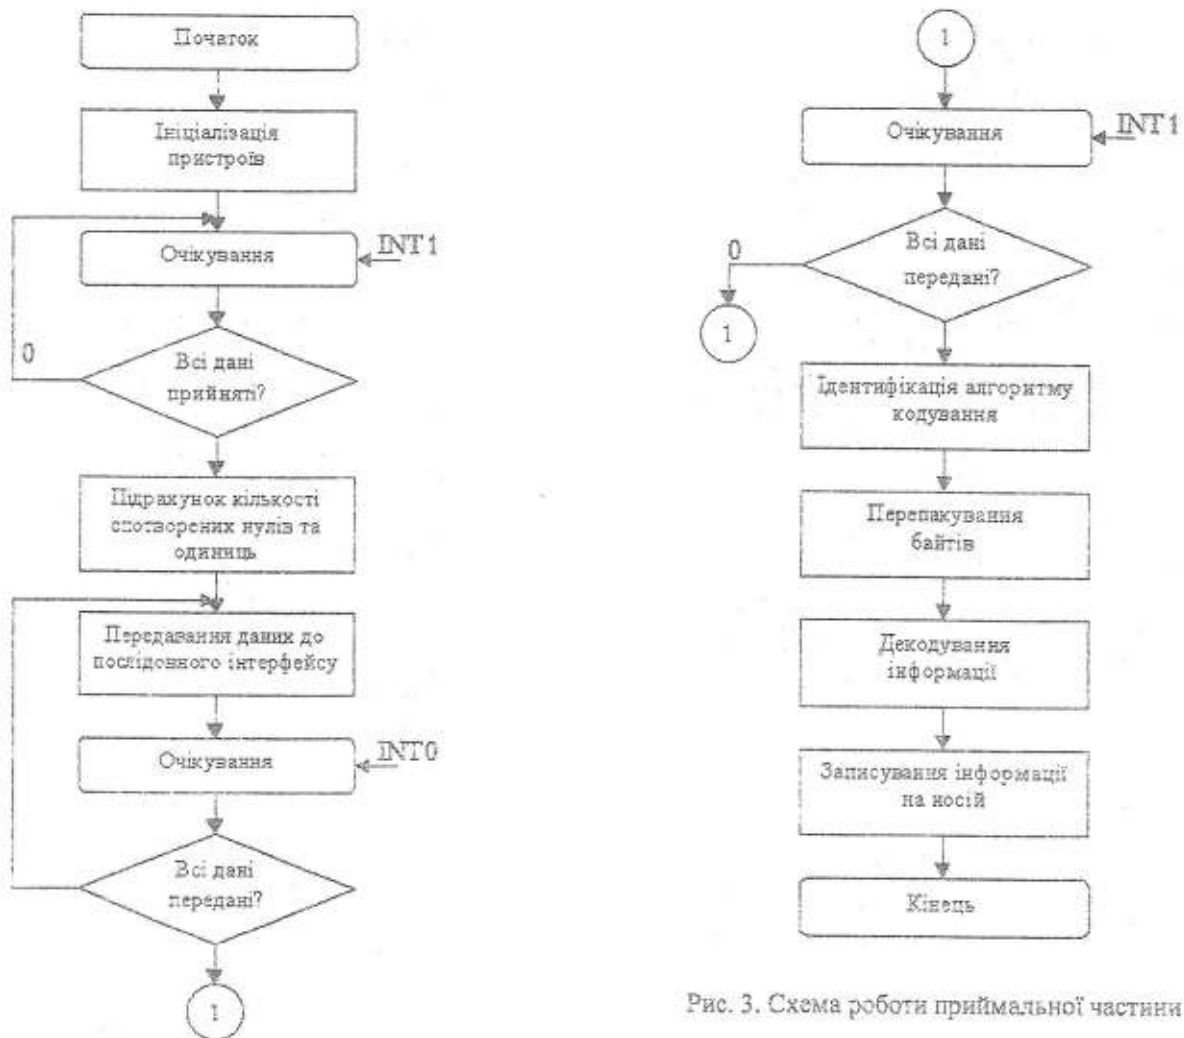 Початок
Ініціалізація
пристроїв
Очікування
INT1
0
Всі дані
прийняті?
Підрахунок кількості
спотворених нулів та
одиниць
Передавання даних до
послідовного інтерфейсу
Очікування
INT0
Всі дані
передані?
1
1
Очікування
INT1
0
Всі дані
передані?
1
Ідентифікація алгоритму
кодування
Перепакування
байтів
Декодування
інформації
Записування інформації
на носій
Кінець
Рис. 3. Схема роботи приймальної частини